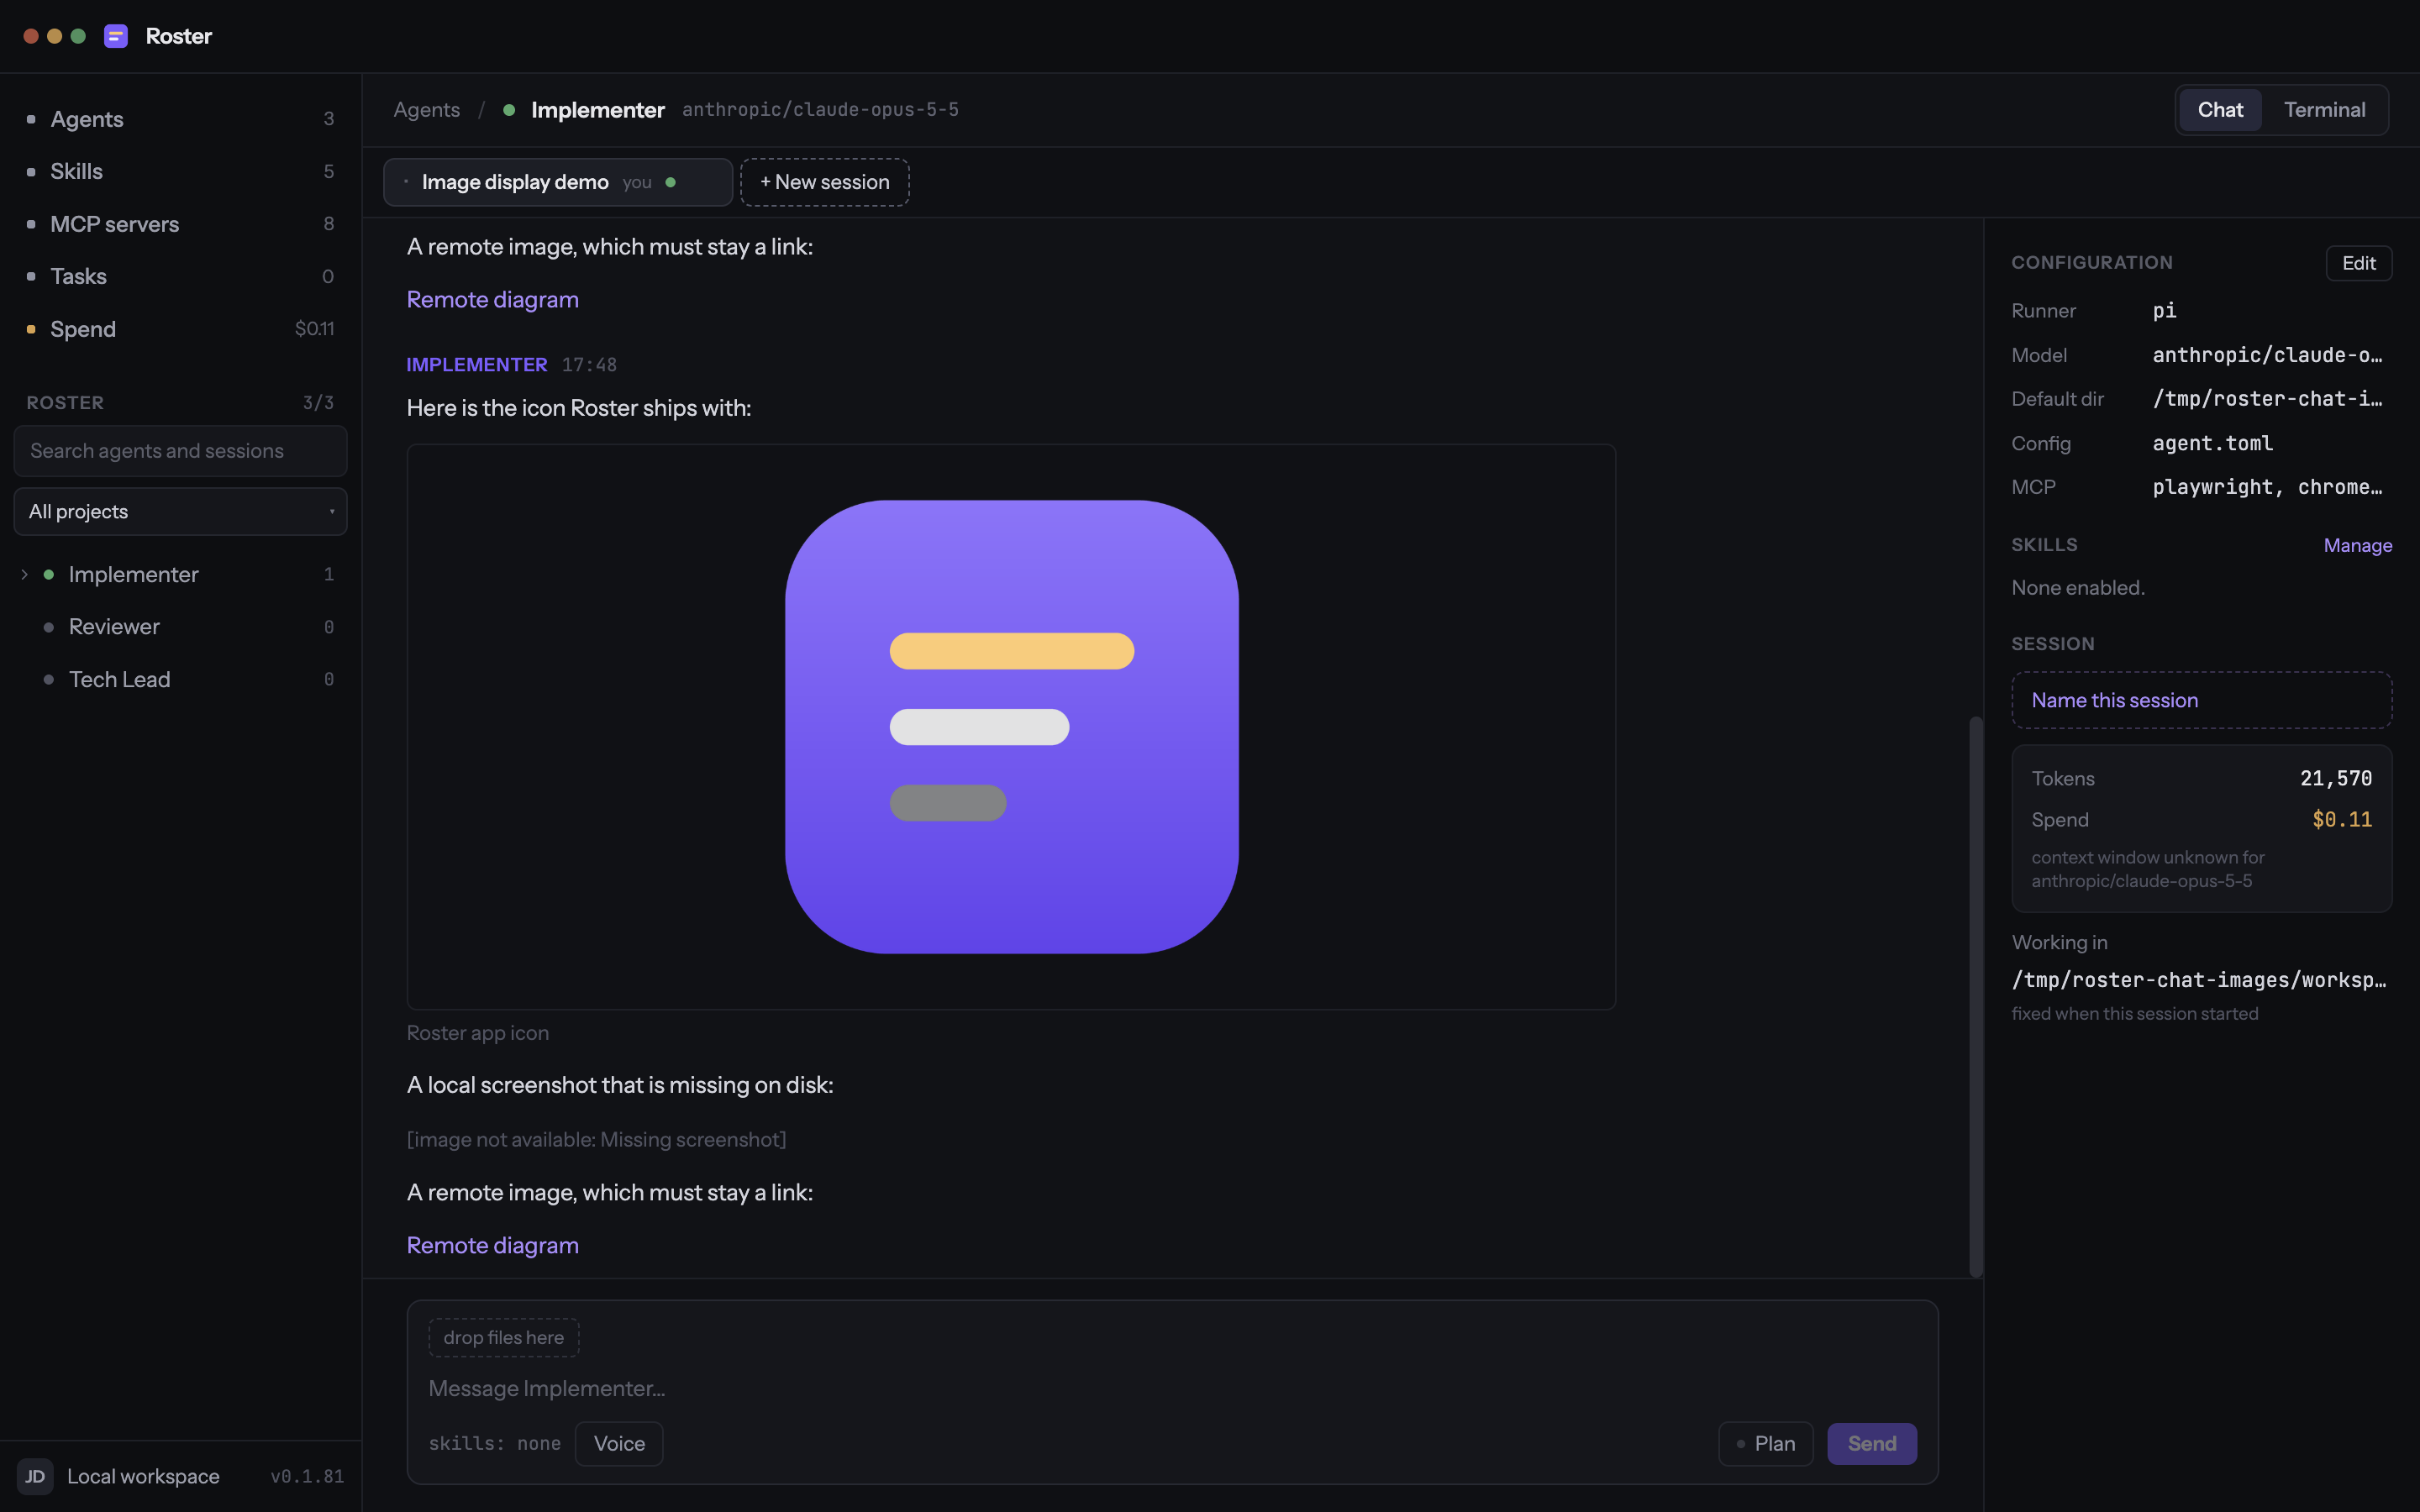 Roster
Agents 3
Skills 5
MCP servers 8
Tasks 0
Spend $0.11
ROSTER 3/3
Search agents and sessions
All projects
Implementer 1
Reviewer 0
Tech Lead 0
JD Local workspace v0.1.81
Agents / Implementer anthropic/claude-opus-5-5
Chat Terminal
Image display demo you
+ New session
A remote image, which must stay a link:
Remote diagram
IMPLEMENTER 17:48
Here is the icon Roster ships with:
Roster app icon
A local screenshot that is missing on disk:
[image not available: Missing screenshot]
A remote image, which must stay a link:
Remote diagram
drop files here
Message Implementer…
skills: none Voice
Plan Send
CONFIGURATION Edit
Runner pi
Model anthropic/claude-o…
Default dir /tmp/roster-chat-i…
Config agent.toml
MCP playwright, chrome…
SKILLS Manage
None enabled.
SESSION
Name this session
Tokens 21,570
Spend $0.11
context window unknown for
anthropic/claude-opus-5-5
Working in
/tmp/roster-chat-images/worksp…
fixed when this session started